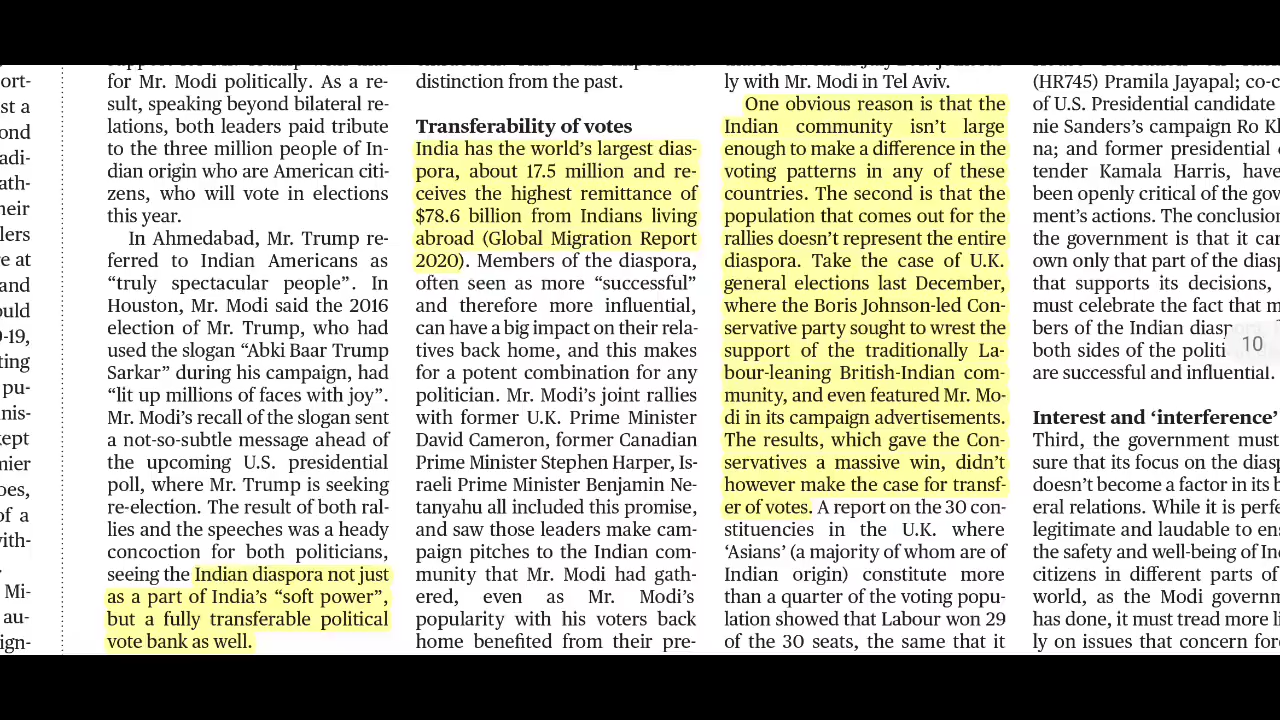 ort-
st a
ond
adi-
ath-
heir
lers
e at
and
ould
-19,
ting
pu-
nis-
kept
mier
oes,
of a
ith-
Mi-
au-
ign-
for Mr. Modi politically. As a re-
sult, speaking beyond bilateral re-
lations, both leaders paid tribute
to the three million people of In-
dian origin who are American citi-
zens, who will vote in elections
this year.
In Ahmedabad, Mr. Trump re-
ferred to Indian Americans as
“truly spectacular people”. In
Houston, Mr. Modi said the 2016
election of Mr. Trump, who had
used the slogan “Abki Baar Trump
Sarkar” during his campaign, had
“lit up millions of faces with joy”.
Mr. Modi’s recall of the slogan sent
a not-so-subtle message ahead of
the upcoming U.S. presidential
poll, where Mr. Trump is seeking
re-election. The result of both ral-
lies and the speeches was a heady
concoction for both politicians,
seeing the Indian diaspora not just
as a part of India’s “soft power”,
but a fully transferable political
vote bank as well.
distinction from the past.
Transferability of votes
India has the world’s largest dias-
pora, about 17.5 million and re-
ceives the highest remittance of
$78.6 billion from Indians living
abroad (Global Migration Report
2020). Members of the diaspora,
often seen as more “successful”
and therefore more influential,
can have a big impact on their rela-
tives back home, and this makes
for a potent combination for any
politician. Mr. Modi’s joint rallies
with former U.K. Prime Minister
David Cameron, former Canadian
Prime Minister Stephen Harper, Is-
raeli Prime Minister Benjamin Ne-
tanyahu all included this promise,
and saw those leaders make cam-
paign pitches to the Indian com-
munity that Mr. Modi had gath-
ered, even as Mr. Modi’s
popularity with his voters back
home benefited from their pre-
ly with Mr. Modi in Tel Aviv.
One obvious reason is that the
Indian community isn’t large
enough to make a difference in the
voting patterns in any of these
countries. The second is that the
population that comes out for the
rallies doesn’t represent the entire
diaspora. Take the case of U.K.
general elections last December,
where the Boris Johnson-led Con-
servative party sought to wrest the
support of the traditionally La-
bour-leaning British-Indian com-
munity, and even featured Mr. Mo-
di in its campaign advertisements.
The results, which gave the Con-
servatives a massive win, didn’t
however make the case for transf-
er of votes. A report on the 30 con-
stituencies in the U.K. where
‘Asians’ (a majority of whom are of
Indian origin) constitute more
than a quarter of the voting popu-
lation showed that Labour won 29
of the 30 seats, the same that it
(HR745) Pramila Jayapal; co-c
of U.S. Presidential candidate
nie Sanders’s campaign Ro Kh
na; and former presidential
tender Kamala Harris, have
been openly critical of the gov
ment’s actions. The conclusion
the government is that it can
own only that part of the diasp
that supports its decisions,
must celebrate the fact that m
bers of the Indian diasp
both sides of the politi
are successful and influential.
Interest and ‘interference’
Third, the government must
sure that its focus on the diasp
doesn’t become a factor in its b
eral relations. While it is perfe
legitimate and laudable to ens
the safety and well-being of Ind
citizens in different parts of
world, as the Modi governm
has done, it must tread more li
ly on issues that concern fore
10